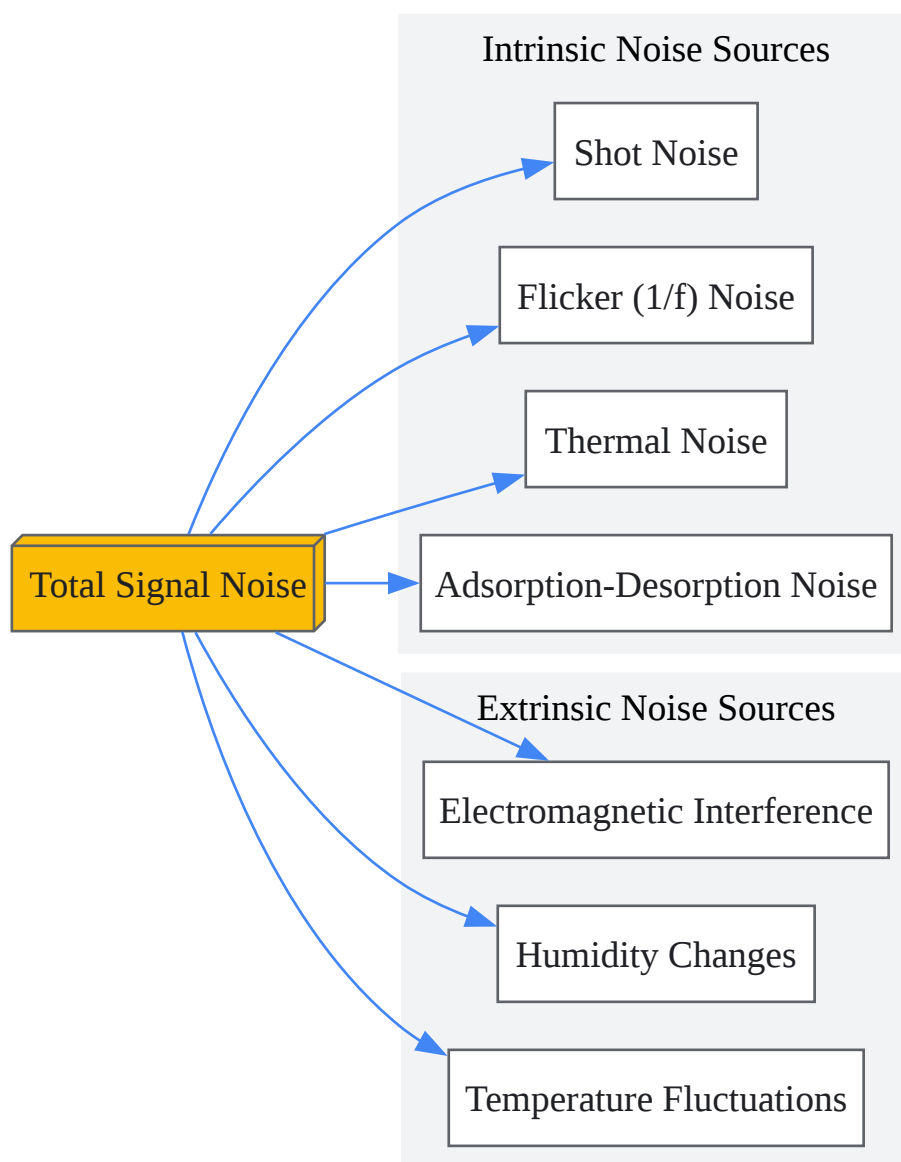 Intrinsic Noise Sources
Shot Noise
Flicker (1/f) Noise
Thermal Noise
Total Signal Noise
Adsorption-Desorption Noise
Extrinsic Noise Sources
Electromagnetic Interference
Humidity Changes
Temperature Fluctuations